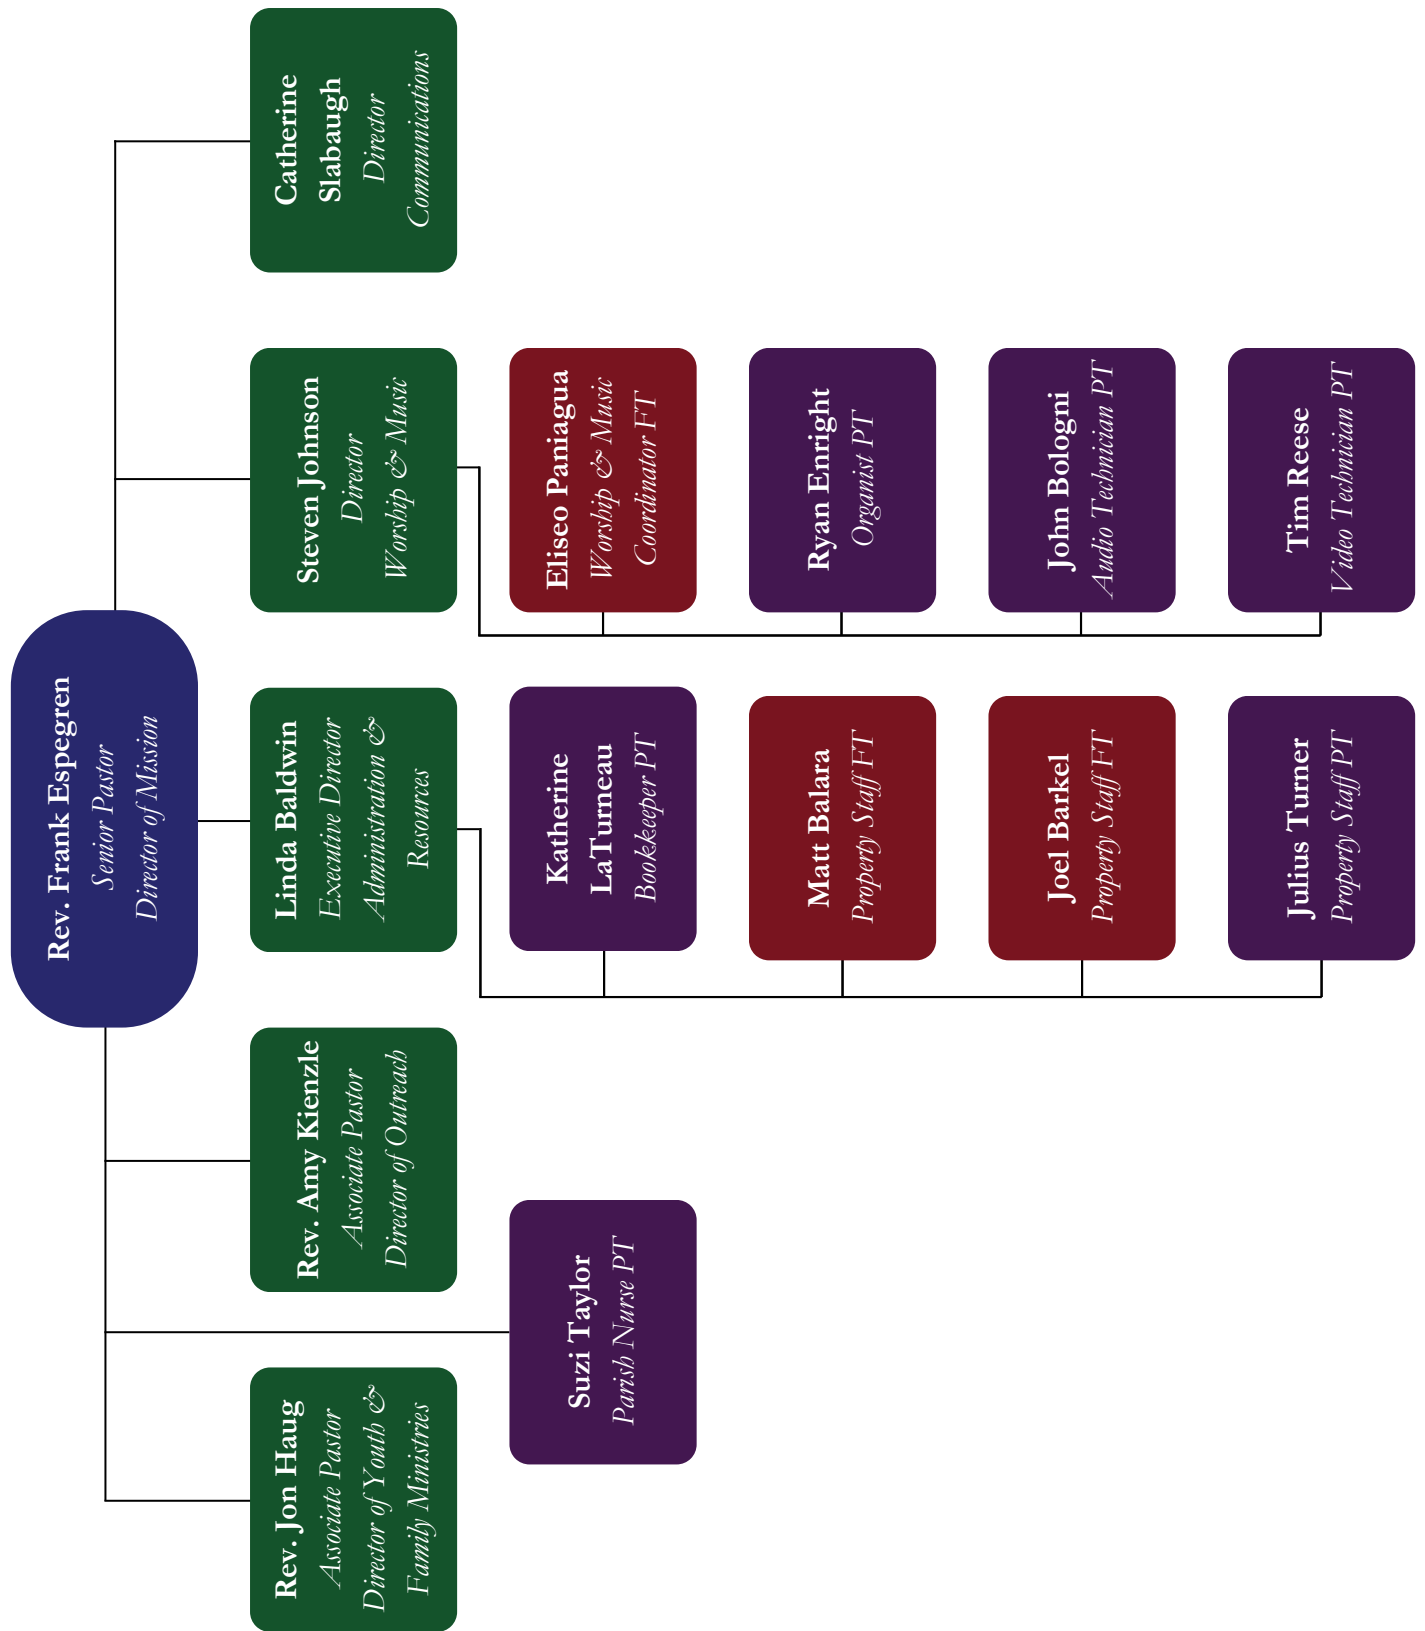 Rev. Frank Espegren
Senior Pastor
Director of Mission
Rev. Jon Haug
Associate Pastor
Director of Youth &
Family Ministries
Rev. Amy Kienzle
Associate Pastor
Director of Outreach
Linda Baldwin
Executive Director
Administration &
Resources
Steven Johnson
Director
Worship & Music
Catherine
Slabaugh
Director
Communications
Suzi Taylor
Parish Nurse PT
Katherine
LaTurneau
Bookkeeper PT
Eliseo Paniagua
Worship & Music
Coordinator FT
Matt Balara
Property Staff FT
Ryan Enright
Organist PT
Joel Barkel
Property Staff FT
John Bologni
Audio Technician PT
Julius Turner
Property Staff PT
Tim Reese
Video Technician PT